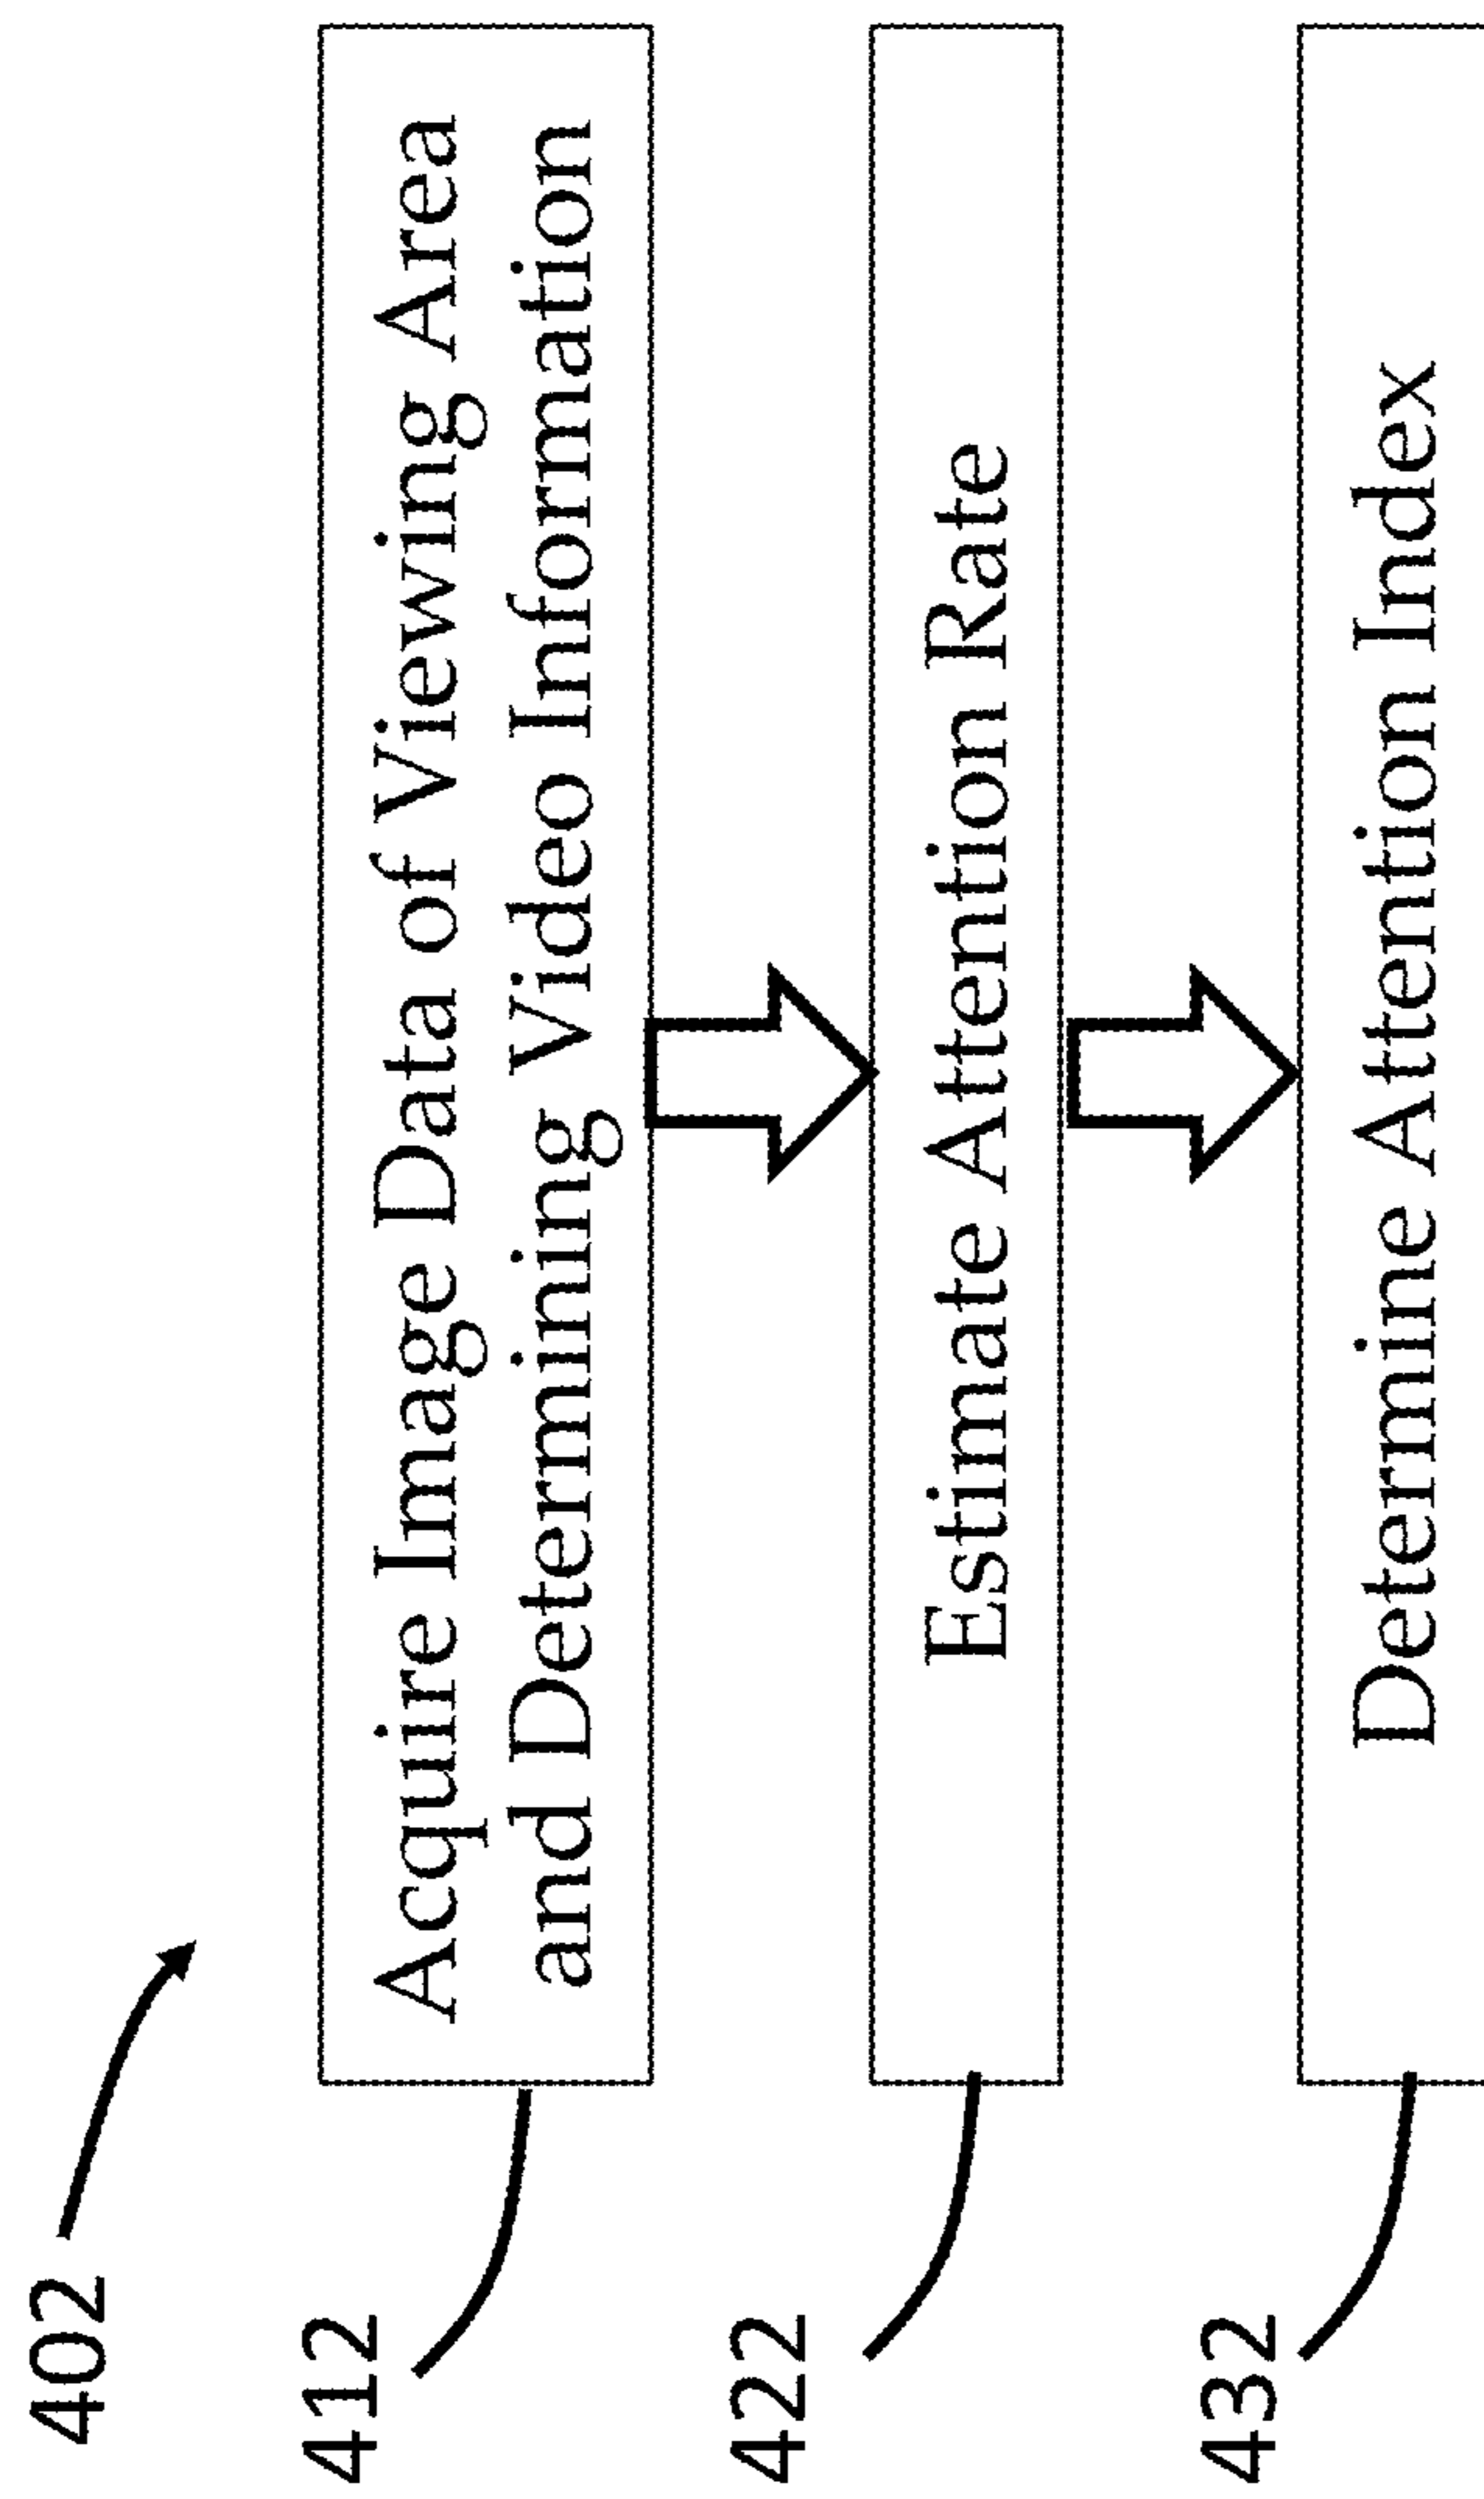 402
412
Acquire Image Data of Viewing Area
and Determining Video Information
422
Estimate Attention Rate
432
Determine Attention Index